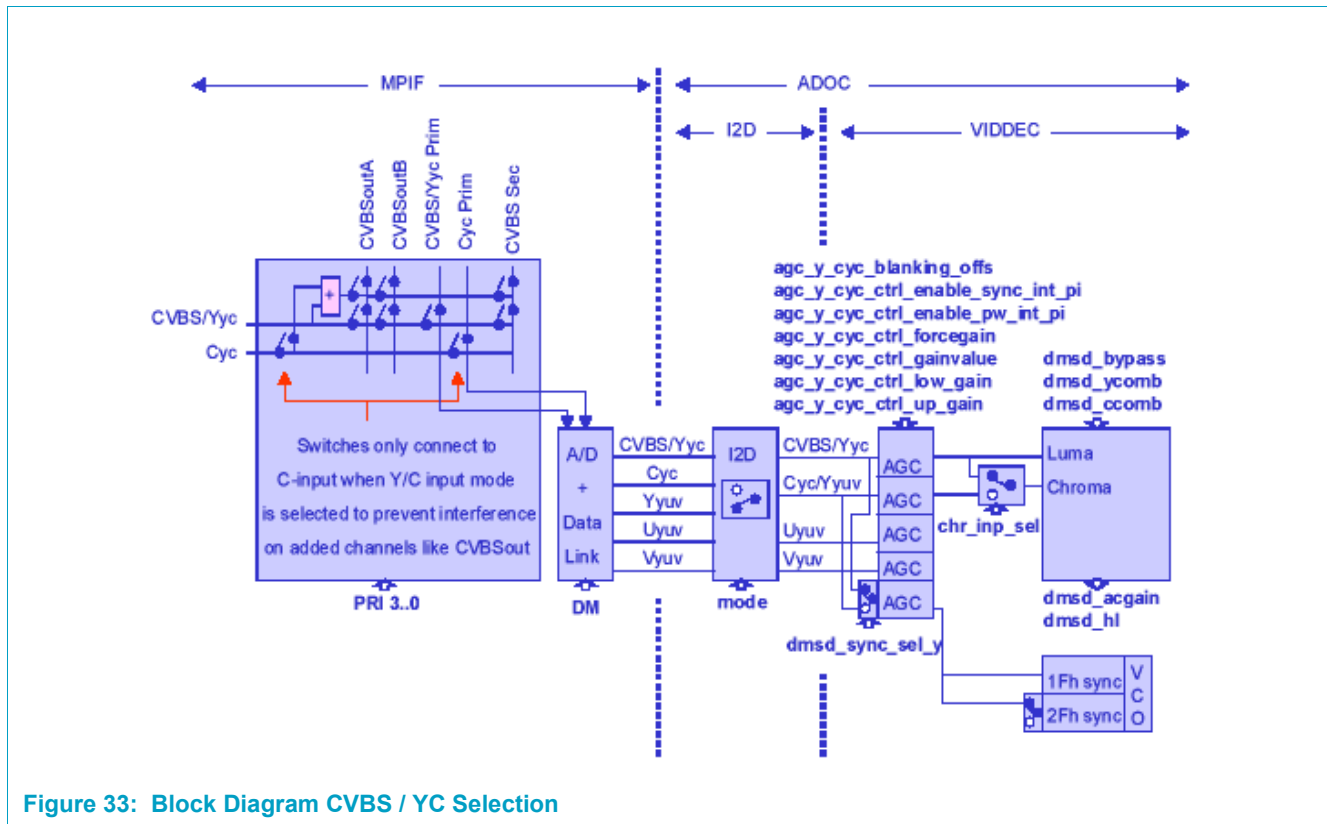 MPIF
ADOC
I2D
VIDDEC
CVBSoutA
CVBSoutB
CVBS/Yyc Prim
Cyc Prim
CVBS Sec
agc_y_cyc_blanking_offs
agc_y_cyc_ctrl_enable_sync_int_pi
agc_y_cyc_ctrl_enable_pw_int_pi
agc_y_cyc_ctrl_forcegain
agc_y_cyc_ctrl_gainvalue
agc_y_cyc_ctrl_low_gain
agc_y_cyc_ctrl_up_gain
dmsd_bypass
dmsd_ycomb
dmsd_ccomb
+
CVBS/Yyc
Cyc
Switches only connect to
C-input when Y/C input mode
is selected to prevent interference
on added channels like CVBSout
PRI 3..0
A/D
+
Data
Link
DM
CVBS/Yyc
Cyc
Yyuv
Uyuv
Vyuv
I2D
mode
CVBS/Yyc
Cyc/Yyuv
Uyuv
Vyuv
AGC
AGC
AGC
AGC
AGC
dmsd_sync_sel_y
chr_inp_sel
Luma
Chroma
dmsd_acgain
dmsd_hl
1Fh sync
2Fh sync
V
C
O
Figure 33: Block Diagram CVBS / YC Selection